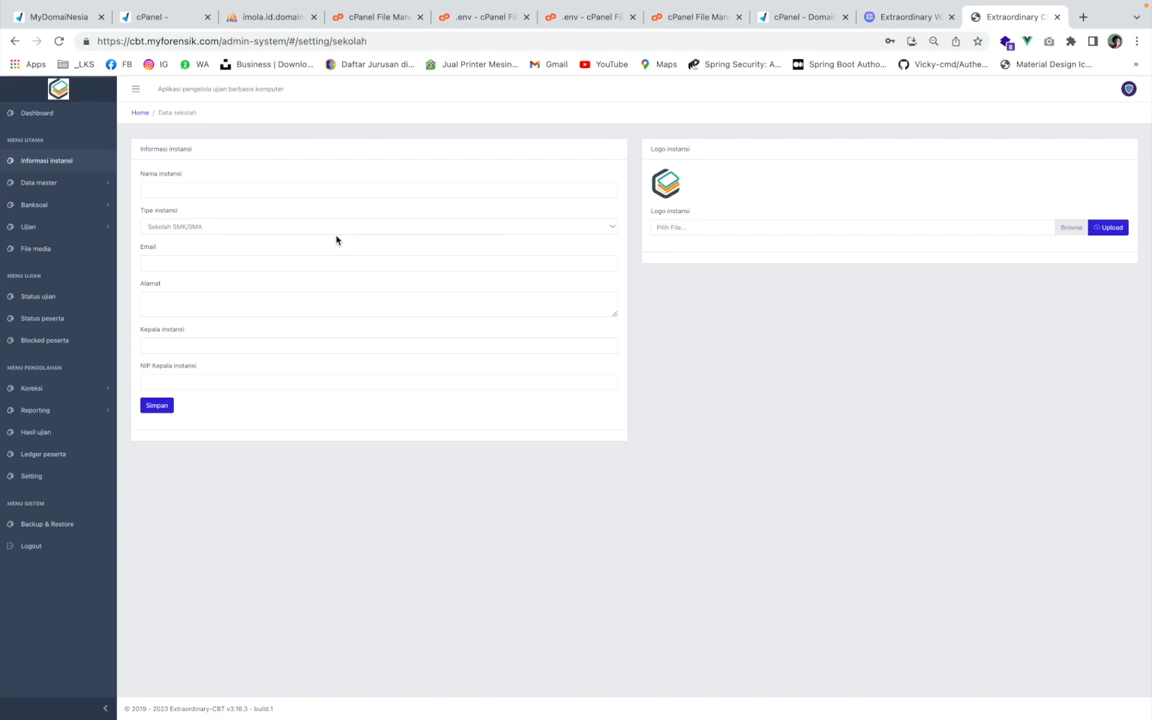 MyDomaiNesia
cPanel -
imola.id.domain
cPanel File Man
.env - cPanel Fil
.env - cPanel Fil
cPanel File Man
cPanel - Domain
Extraordinary W
Extraordinary C
https://cbt.myforensik.com/admin-system/#/setting/sekolah
8
Apps
_LKS
FB
IG
2 WA
Business | Downlo...
Daftar Jurusan di...
Jual Printer Mesin...
Gmail
YouTube
Maps
Spring Security: A...
Spring Boot Autho...
Vicky-cmd/Authe...
Material Design Ic...
»
Aplikasi pengelola ujian berbasis komputer
Home / Data sekolah
Dashboard
MENU UTAMA
Informasi instansi
Data master
Banksoal
Ujian
File media
MENU UJIAN
Status ujian
Status peserta
Blocked peserta
MENU PENGOLAHAN
Koreksi
Reporting
Hasil ujian
Ledger peserta
Setting
MENU SISTEM
Backup & Restore
Logout
Informasi instansi
Nama instansi
Tipe instansi
Sekolah SMK/SMA
Email
Alamat
Kepala instansi
NIP Kepala instansi
Simpan
Logo instansi
Logo instansi
Pilih File...
Browse
Upload
© 2019 - 2023 Extraordinary-CBT v3.16.3 - build.1